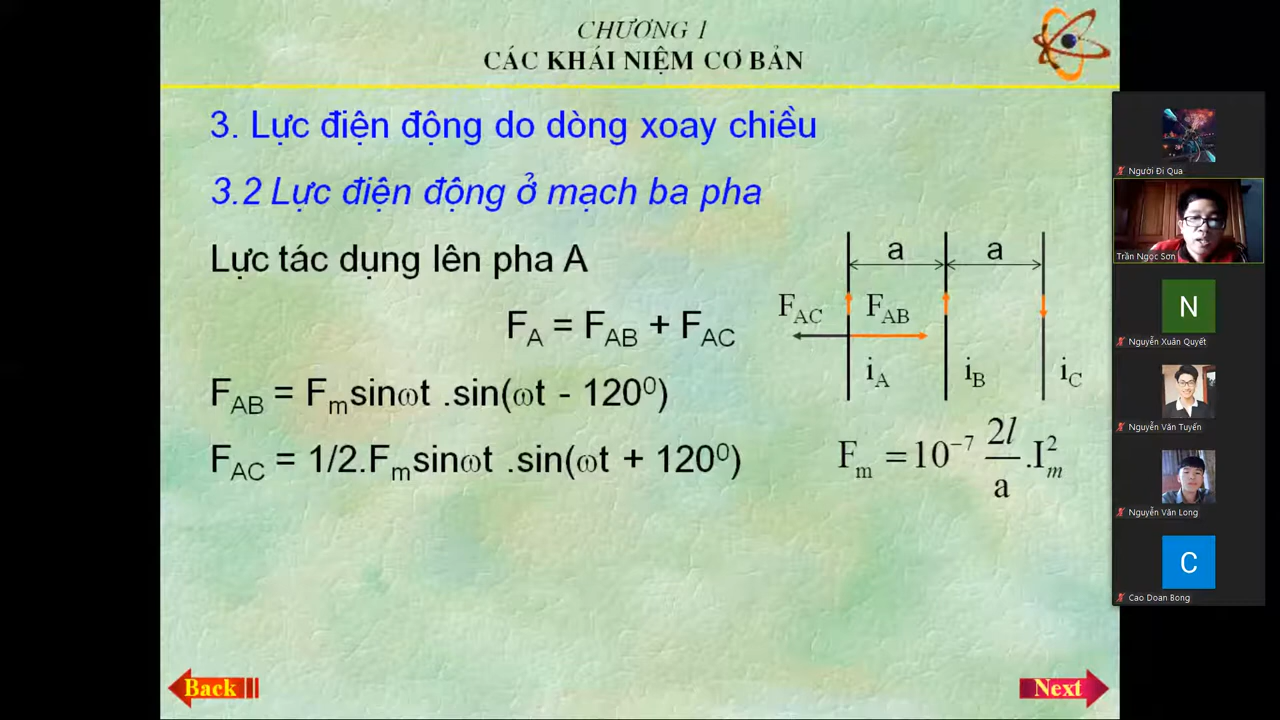 CHƯƠNG 1
CÁC KHÁI NIỆM CƠ BẢN
3. Lực điện động do dòng xoay chiều
3.2 Lực điện động ở mạch ba pha
Lực tác dụng lên pha A
F_A = F_AB + F_AC
F_AB = F_m sinωt .sin(ωt - 120⁰)
F_AC = 1/2.F_m sinωt .sin(ωt + 120⁰)
a a
F_AC F_AB
i_A i_B i_C
F_m = 10⁻⁷ 2l/a .I_m²
Back
Next
Người Đi Qua
Trần Ngọc Sơn
N
Nguyễn Xuân Quyết
Nguyễn Văn Tuyến
Nguyễn Văn Long
C
Cao Doan Bong